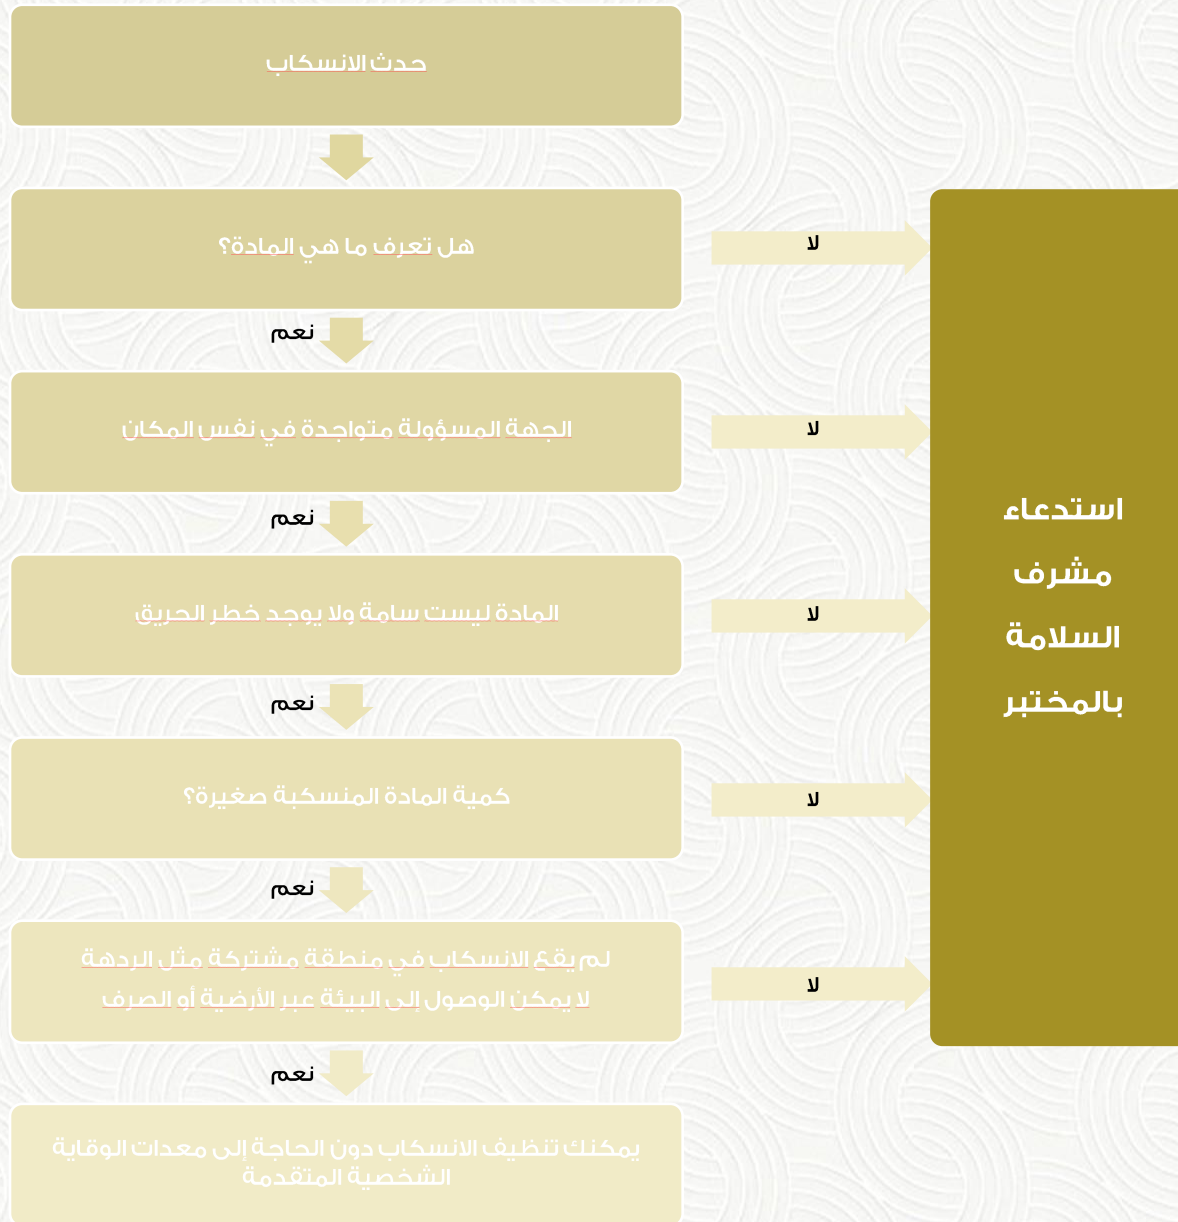 حدث الانسكاب
هل تعرف ما هي المادة؟
لا
نعم
الجهة المسؤولة متواجدة في نفس المكان
لا
نعم
المادة ليست سامة ولا يوجد خطر الحريق
لا
نعم
كمية المادة المنسكبة صغيرة؟
لا
نعم
لم يقع الانسكاب في منطقة مشتركة مثل الردهة
لا يمكن الوصول إلى البيئة عبر الأرضية أو الصرف
لا
نعم
يمكنك تنظيف الانسكاب دون الحاجة إلى معدات الوقاية
الشخصية المتقدمة
استدعاء
مشرف
السلامة
بالمختبر